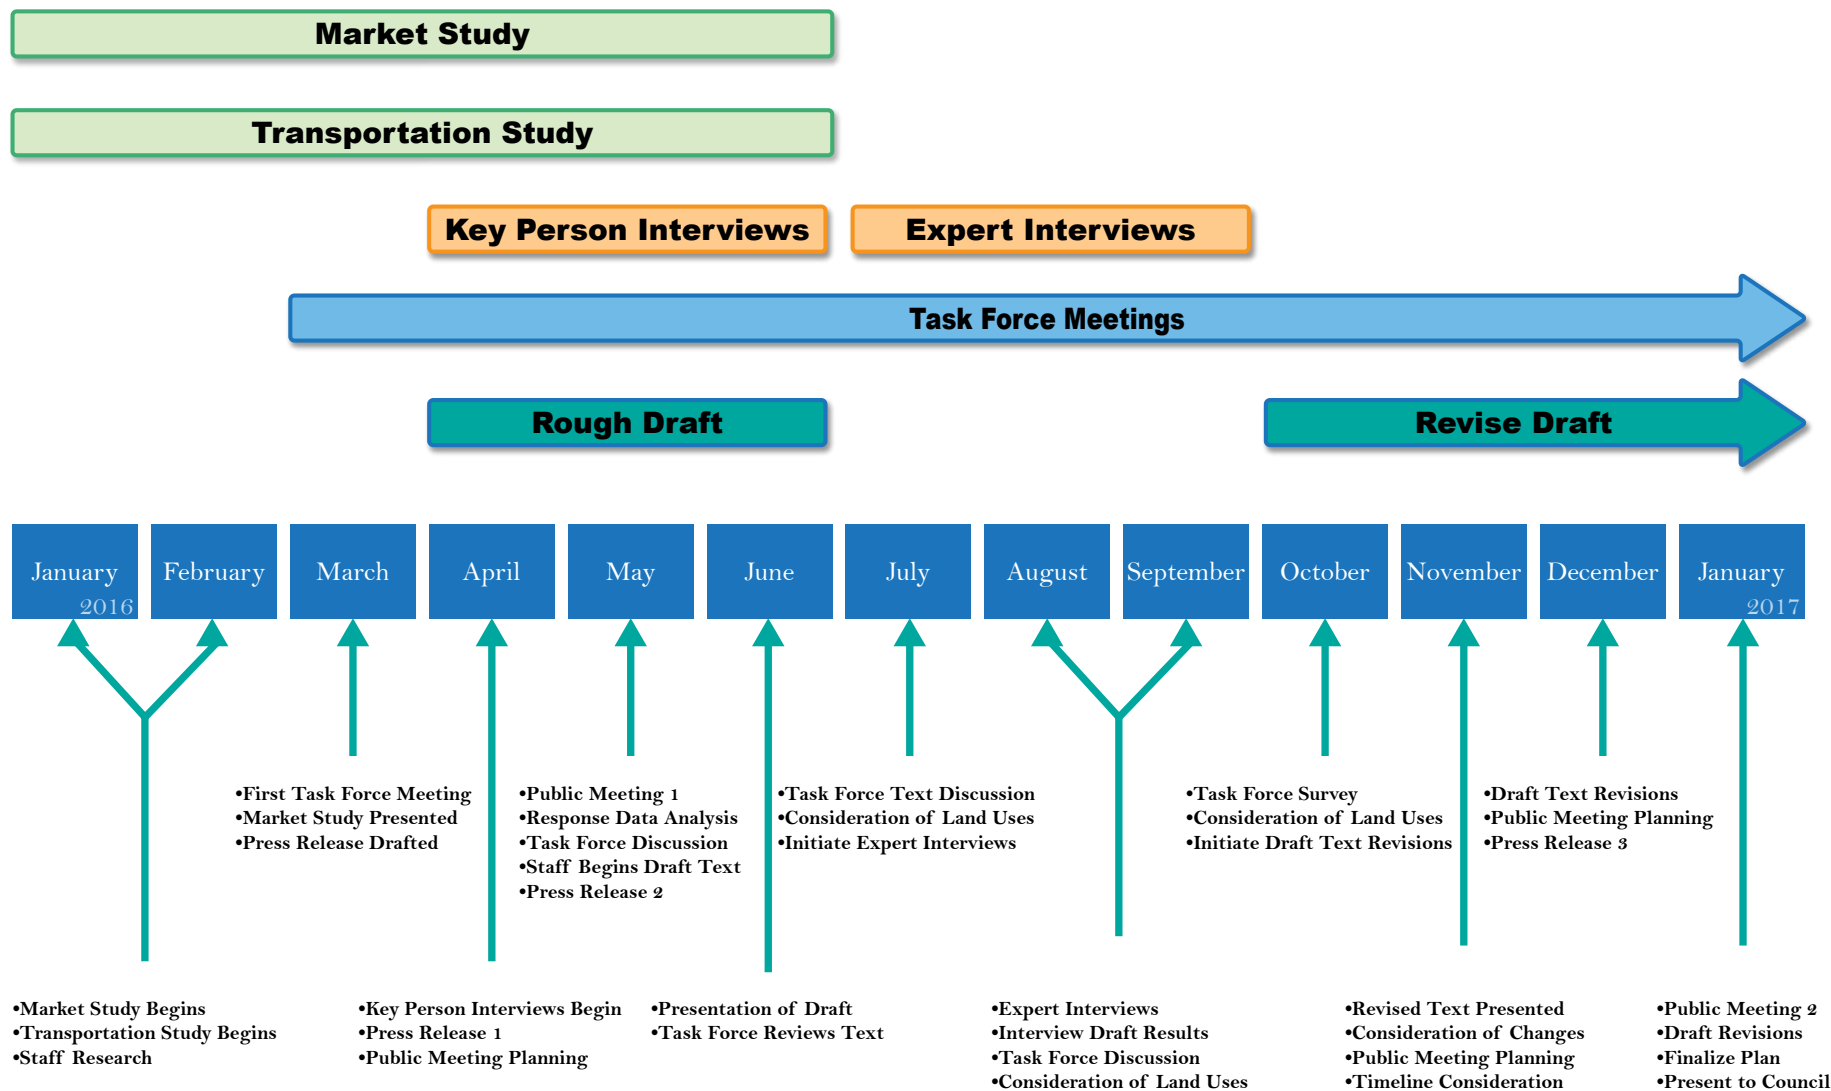 Market Study
Transportation Study
Key Person Interviews
Expert Interviews
Task Force Meetings
Rough Draft
Revise Draft
January
2016
February
March
April
May
June
July
August
September
October
November
December
January
2017
•First Task Force Meeting
•Market Study Presented
•Press Release Drafted
•Public Meeting 1
•Response Data Analysis
•Task Force Discussion
•Staff Begins Draft Text
•Press Release 2
•Task Force Text Discussion
•Consideration of Land Uses
•Initiate Expert Interviews
•Task Force Survey
•Consideration of Land Uses
•Initiate Draft Text Revisions
•Draft Text Revisions
•Public Meeting Planning
•Press Release 3
•Market Study Begins
•Transportation Study Begins
•Staff Research
•Key Person Interviews Begin
•Press Release 1
•Public Meeting Planning
•Presentation of Draft
•Task Force Reviews Text
•Expert Interviews
•Interview Draft Results
•Task Force Discussion
•Consideration of Land Uses
•Revised Text Presented
•Consideration of Changes
•Public Meeting Planning
•Timeline Consideration
•Public Meeting 2
•Draft Revisions
•Finalize Plan
•Present to Council